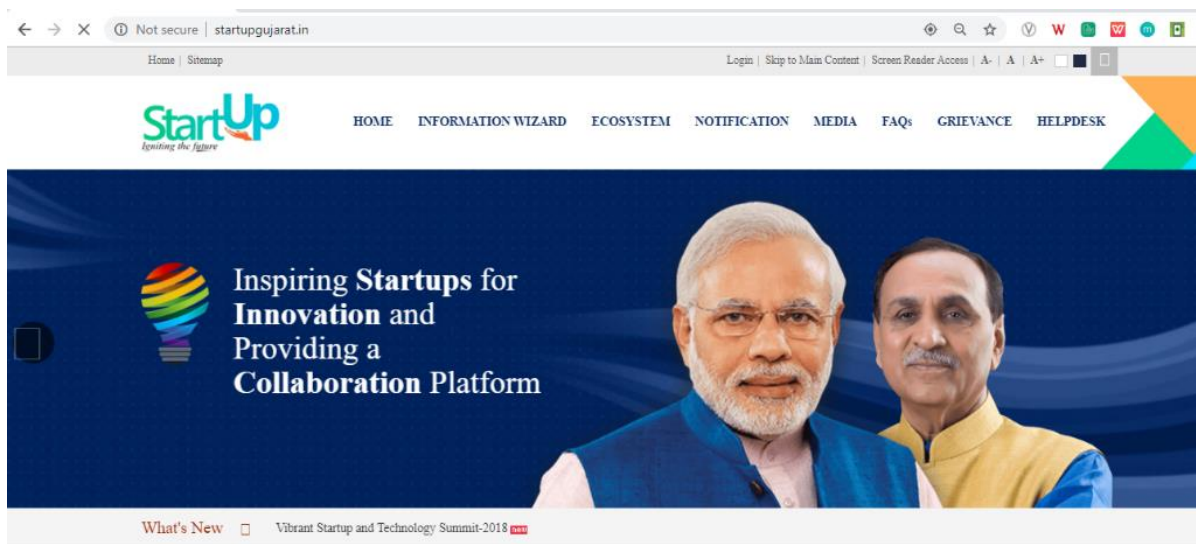 Not secure | startupgujarat.in
Home | Sitemap
Login | Skip to Main Content | Screen Reader Access | A- | A | A+
StartUp
Igniting the future
HOME INFORMATION WIZARD ECOSYSTEM NOTIFICATION MEDIA FAQs GRIEVANCE HELPDESK
Inspiring Startups for
Innovation and
Providing a
Collaboration Platform
What's New Vibrant Startup and Technology Summit-2018